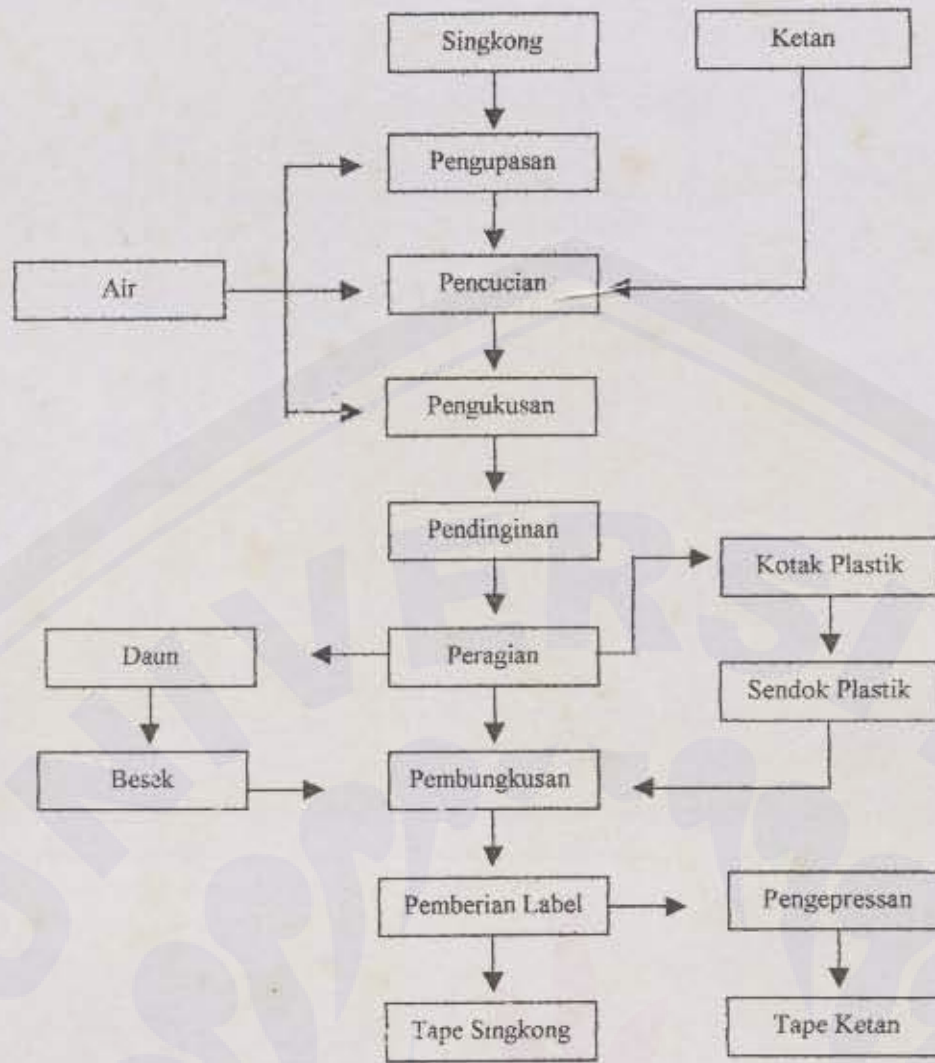 Singkong
Ketan
Pengupasan
Air
Pencucian
Pengukusan
Pendinginan
Kotak Plastik
Daun
Peragian
Sendok Plastik
Besek
Pembungkusan
Pemberian Label
Pengepressan
Tape Singkong
Tape Ketan
UNIVERSI